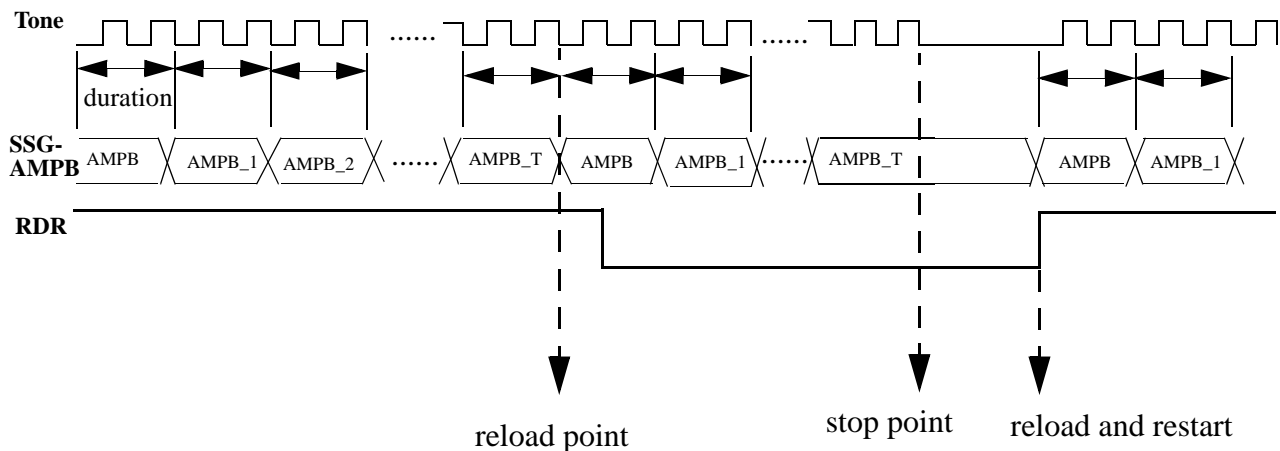 Tone
...... ......
duration
SSG-
AMPB
AMPB AMPB_1 AMPB_2 ...... AMPB_T AMPB AMPB_1 ...... AMPB_T AMPB AMPB_1
RDR
reload point
stop point
reload and restart